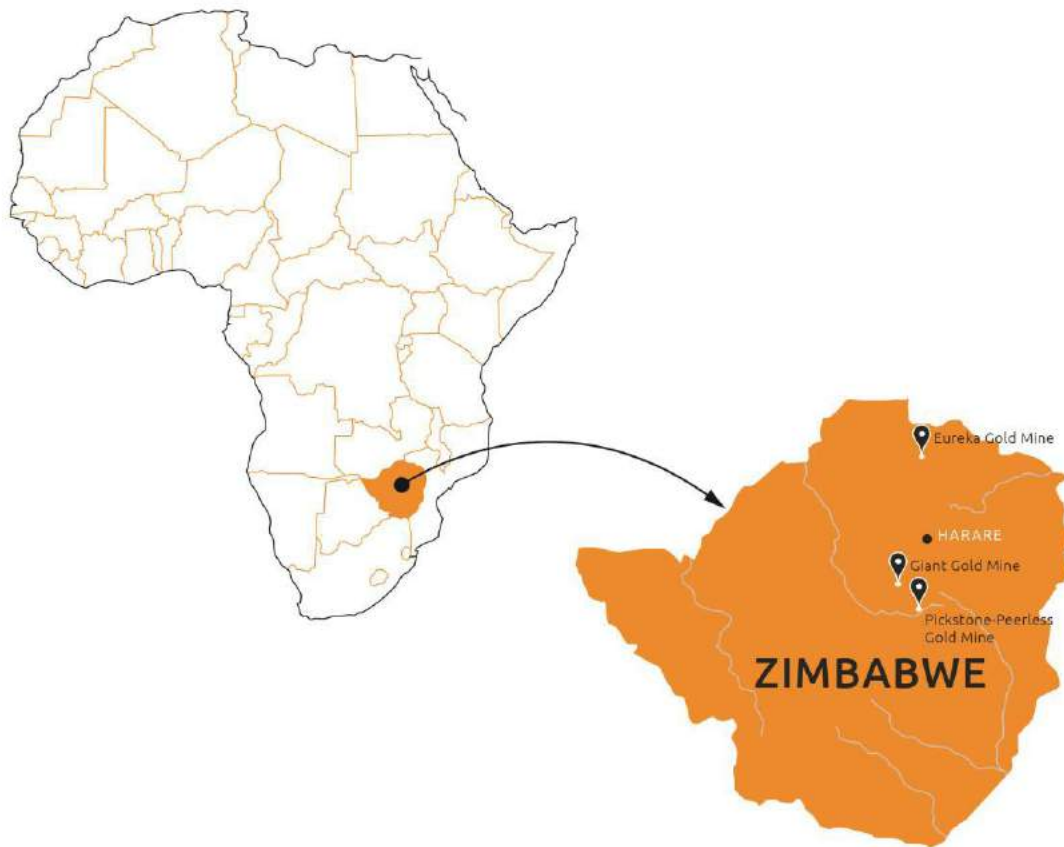 Eureka Gold Mine
HARARE
Giant Gold Mine
Pickstone-Peerless
Gold Mine
ZIMBABWE